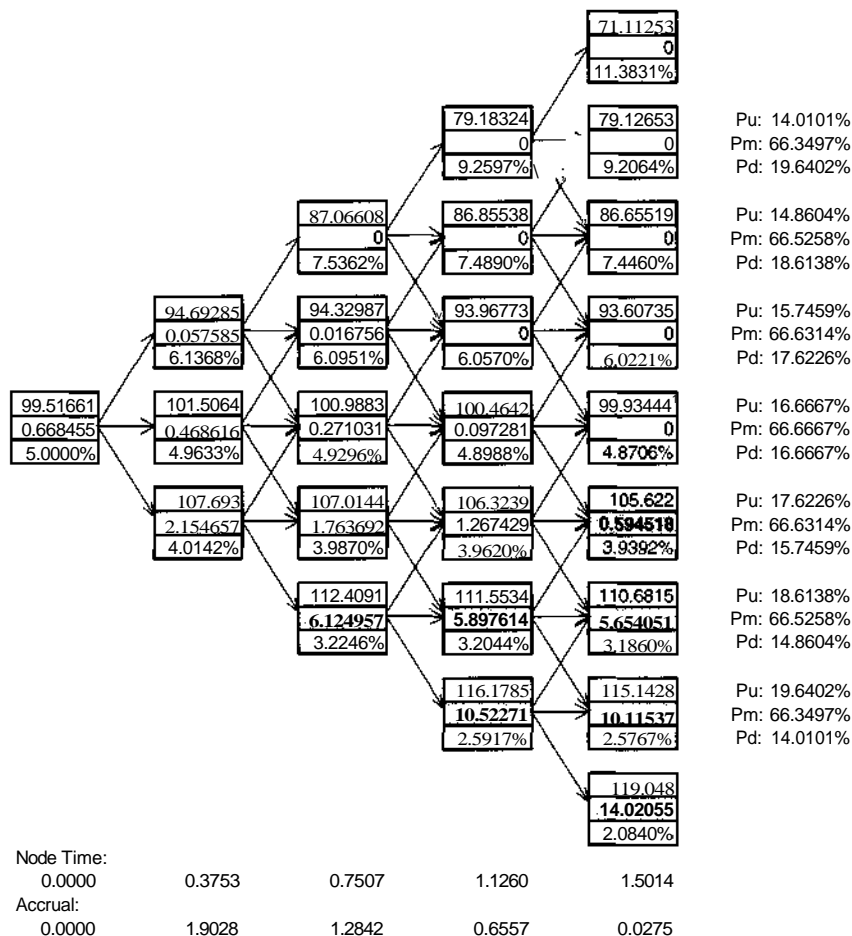 71.11253
0
11.3831%
79.18324 79.12653 Pu: 14.0101%
0 0 Pm: 66.3497%
9.2597% 9.2064% Pd: 19.6402%
87.06608 86.85538 86.65519 Pu: 14.8604%
0 0 0 Pm: 66.5258%
7.5362% 7.4890% 7.4460% Pd: 18.6138%
94.69285 94.32987 93.96773 93.60735 Pu: 15.7459%
0.057585 0.016756 0 0 Pm: 66.6314%
6.1368% 6.0951% 6.0570% 6.0221% Pd: 17.6226%
99.51661 101.5064 100.9883 100.4642 99.93444 Pu: 16.6667%
0.668455 0.468616 0.271031 0.097281 0 Pm: 66.6667%
5.0000% 4.9633% 4.9296% 4.8988% 4.8706% Pd: 16.6667%
107.693 107.0144 106.3239 105.622 Pu: 17.6226%
2.154657 1.763692 1.267429 0.594518 Pm: 66.6314%
4.0142% 3.9870% 3.9620% 3.9392% Pd: 15.7459%
112.4091 111.5534 110.6815 Pu: 18.6138%
6.124957 5.897614 5.654051 Pm: 66.5258%
3.2246% 3.2044% 3.1860% Pd: 14.8604%
116.1785 115.1428 Pu: 19.6402%
10.52271 10.11537 Pm: 66.3497%
2.5917% 2.5767% Pd: 14.0101%
119.048
14.02055
2.0840%
Node Time:
0.0000 0.3753 0.7507 1.1260 1.5014
Accrual:
0.0000 1.9028 1.2842 0.6557 0.0275